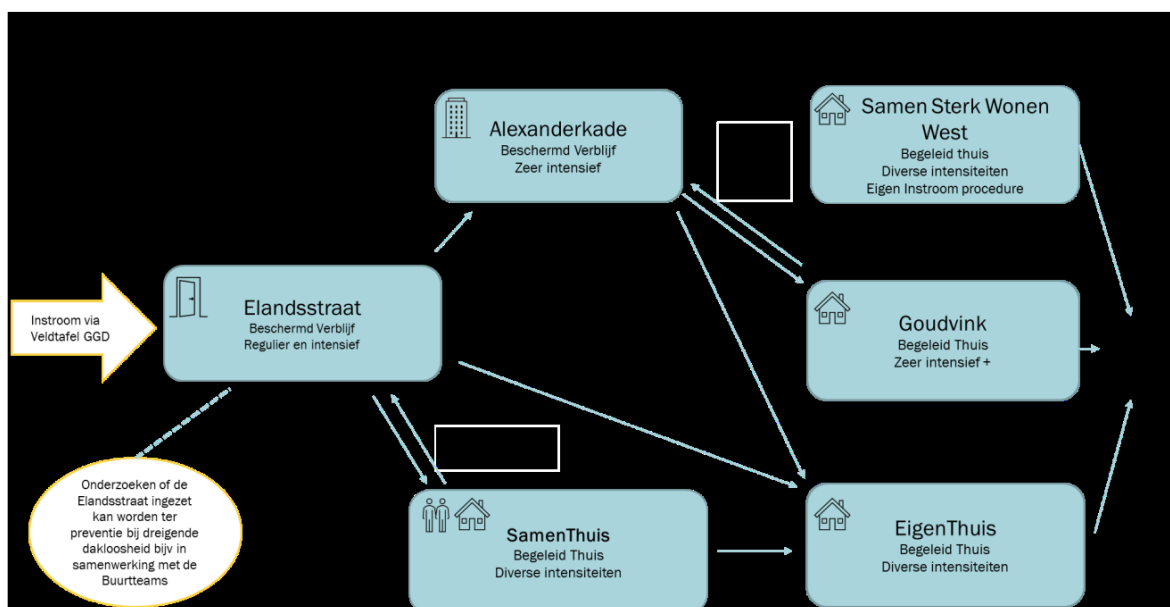 Alexanderkade
Beschermd Verblijf
Zeer intensief
Samen Sterk Wonen
West
Begeleid thuis
Diverse intensiteiten
Eigen Instroom procedure
Instroom via
Veldtafel GGD
Elandsstraat
Beschermd Verblijf
Regulier en intensief
Goudvink
Begeleid Thuis
Zeer intensief +
Onderzoeken of de
Elandsstraat ingezet
kan worden ter
preventie bij dreigende
dakloosheid bijv in
samenwerking met de
Buurtteams
SamenThuis
Begeleid Thuis
Diverse intensiteiten
EigenThuis
Begeleid Thuis
Diverse intensiteiten